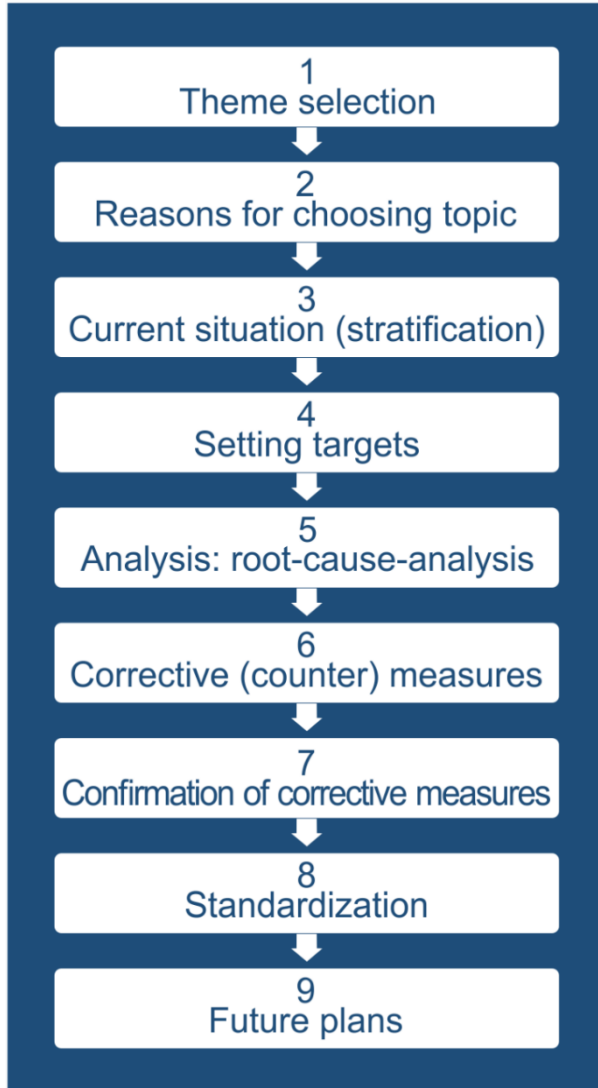 1
Theme selection
2
Reasons for choosing topic
3
Current situation (stratification)
4
Setting targets
5
Analysis: root-cause-analysis
6
Corrective (counter) measures
7
Confirmation of corrective measures
8
Standardization
9
Future plans